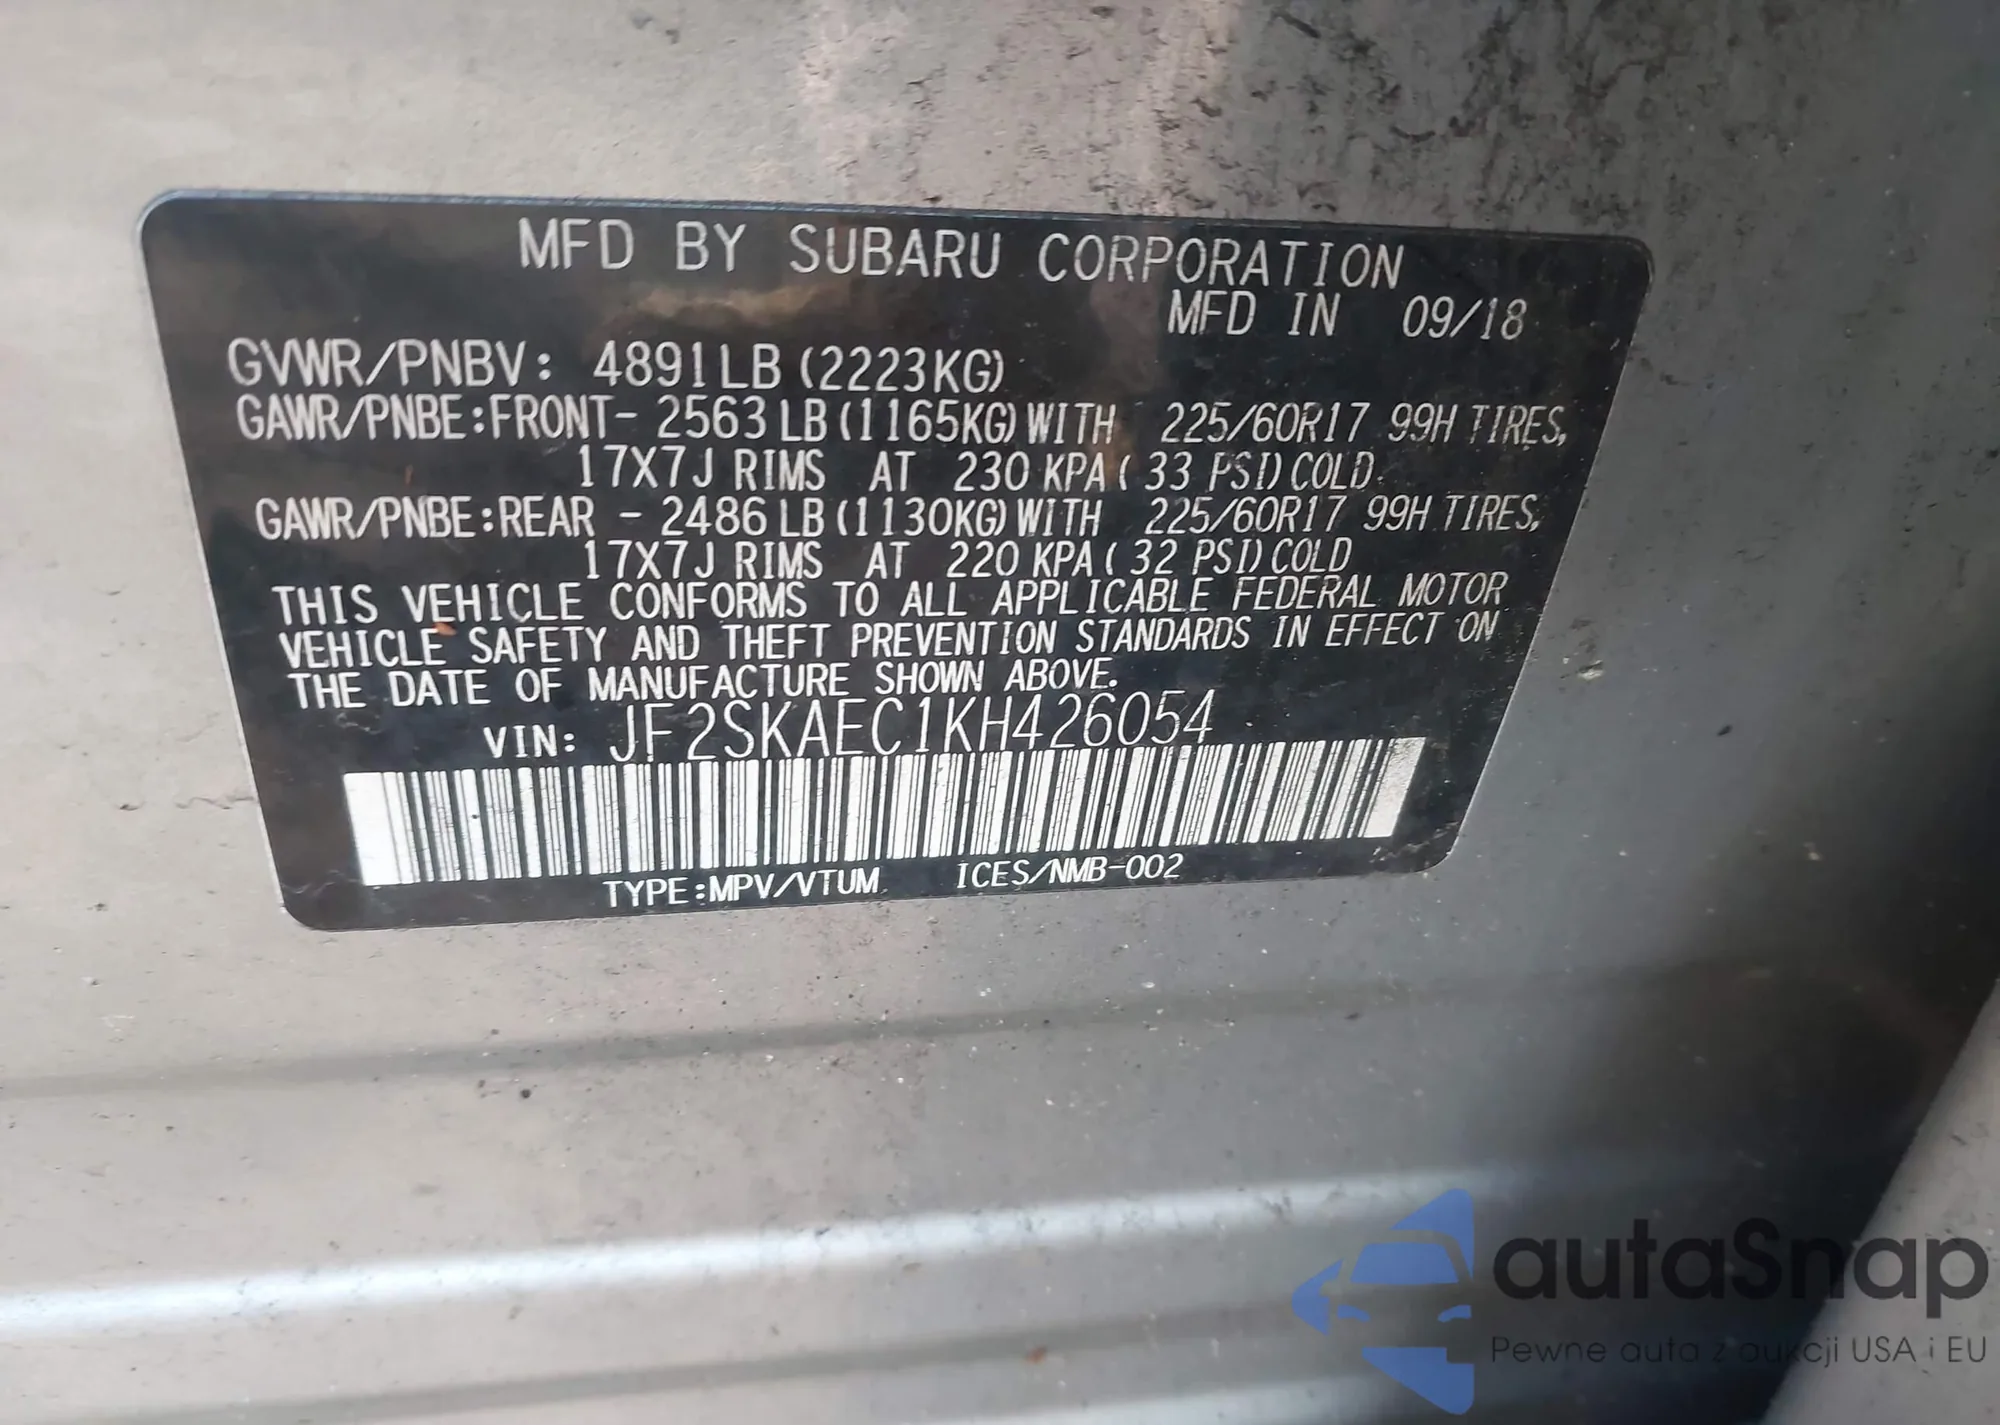 MFD BY SUBARU CORPORATION
MFD IN 09/18
GVWR/PNBV: 4891LB (2223KG)
GAWR/PNBE:FRONT- 2563 LB (1165KG) WITH 225/60R17 99H TIRES,
17X7J RIMS AT 230 KPA ( 33 PSI) COLD.
GAWR/PNBE:REAR - 2486 LB (1130KG) WITH 225/60R17 99H TIRES,
17X7J RIMS AT 220 KPA ( 32 PSI) COLD
THIS VEHICLE CONFORMS TO ALL APPLICABLE FEDERAL MOTOR
VEHICLE SAFETY AND THEFT PREVENTION STANDARDS IN EFFECT ON
THE DATE OF MANUFACTURE SHOWN ABOVE.
VIN: JF2SKAEC1KH426054
TYPE:MPV/VTUM ICES/NMB-002
autaSnap
Pewne auta z aukcji USA i EU